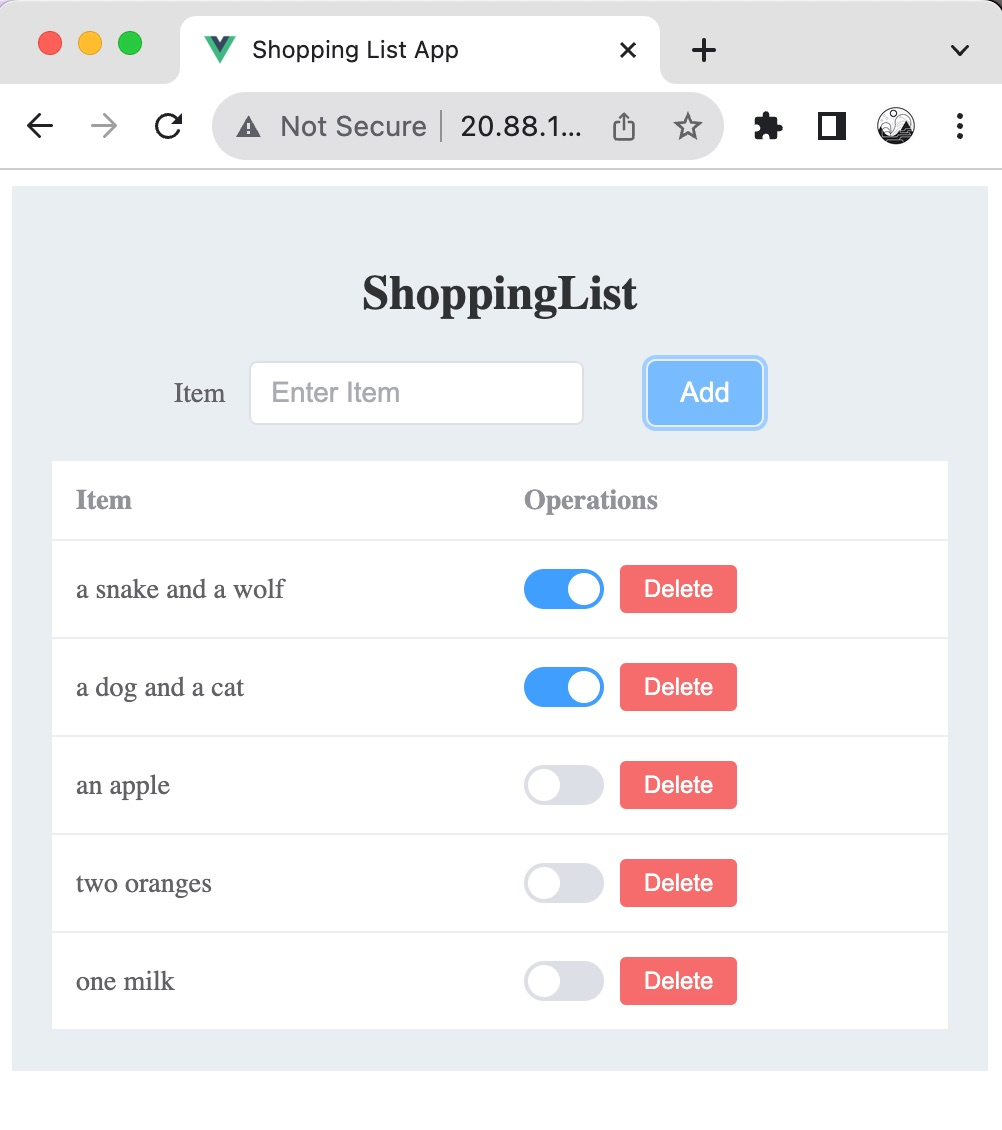 Shopping List App
Not Secure 20.88.1...
ShoppingList
Item Enter Item Add
Item Operations
a snake and a wolf Delete
a dog and a cat Delete
an apple Delete
two oranges Delete
one milk Delete